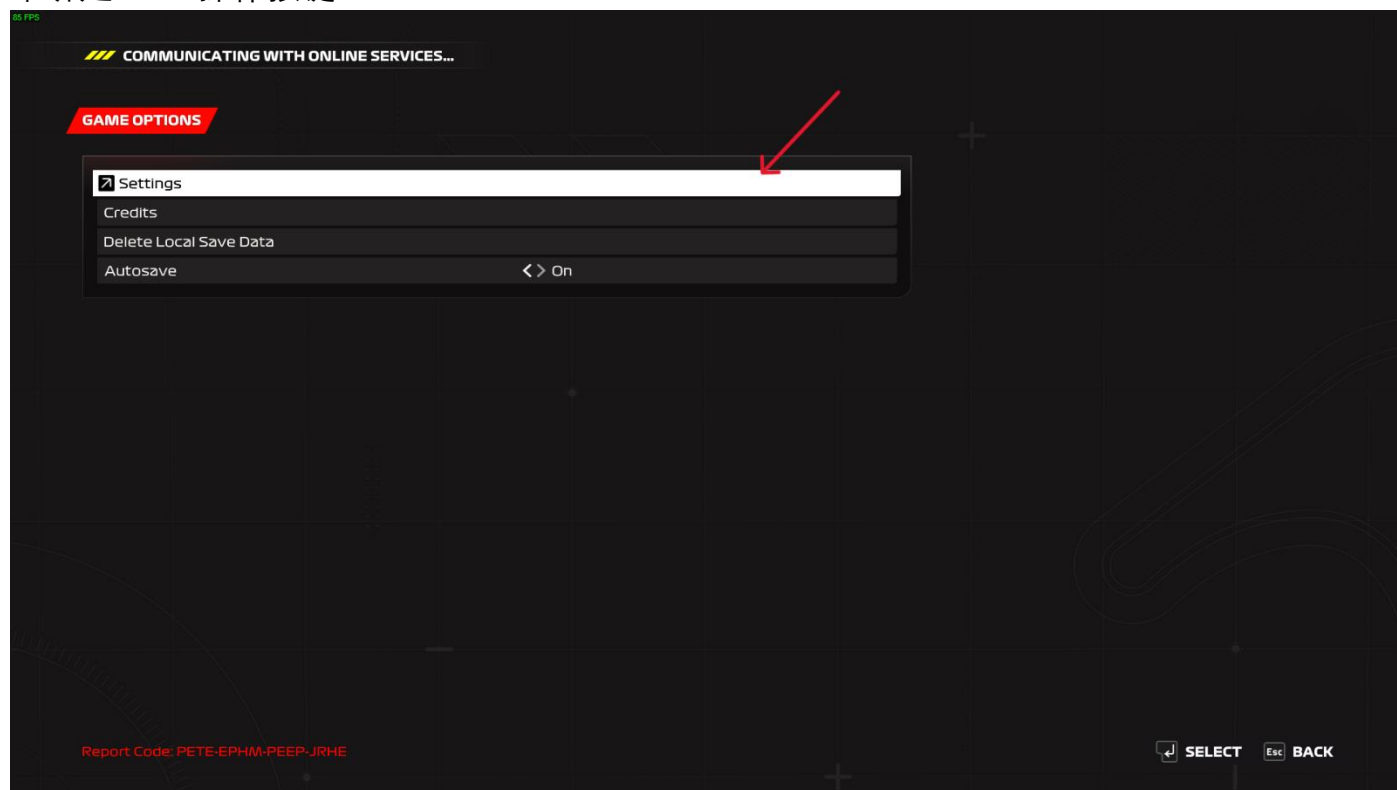 85 FPS
COMMUNICATING WITH ONLINE SERVICES...
GAME OPTIONS
Settings
Credits
Delete Local Save Data
Autosave < > On
Report Code: PETE-EPHM-PEEP-JRHE
SELECT Esc BACK